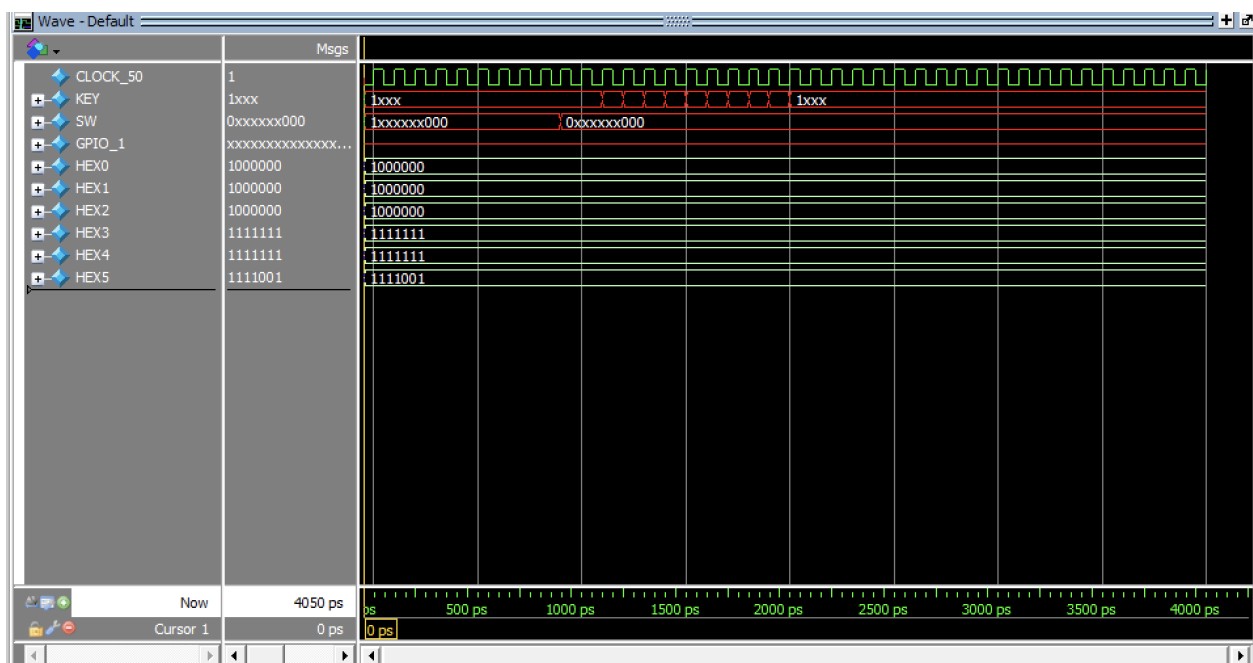 Wave - Default
Msgs
CLOCK_50 1
KEY 1xxx 1xxx 1xxx
SW 0xxxxxx000 1xxxxxx000 0xxxxxx000
GPIO_1 xxxxxxxxxxxxxx...
HEX0 1000000 1000000
HEX1 1000000 1000000
HEX2 1000000 1000000
HEX3 1111111 1111111
HEX4 1111111 1111111
HEX5 1111001 1111001
Now 4050 ps ps 500 ps 1000 ps 1500 ps 2000 ps 2500 ps 3000 ps 3500 ps 4000 ps
Cursor 1 0 ps 0 ps